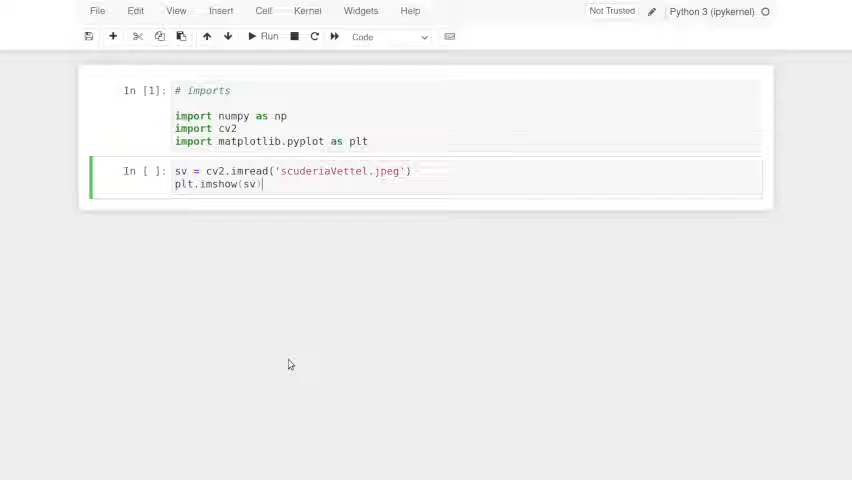 File Edit View Insert Cell Kernel Widgets Help Not Trusted Python 3 (ipykernel)
Run Code
In [1]: # imports
import numpy as np
import cv2
import matplotlib.pyplot as plt
In [ ]: sv = cv2.imread('scuderiaVettel.jpeg')
plt.imshow(sv)